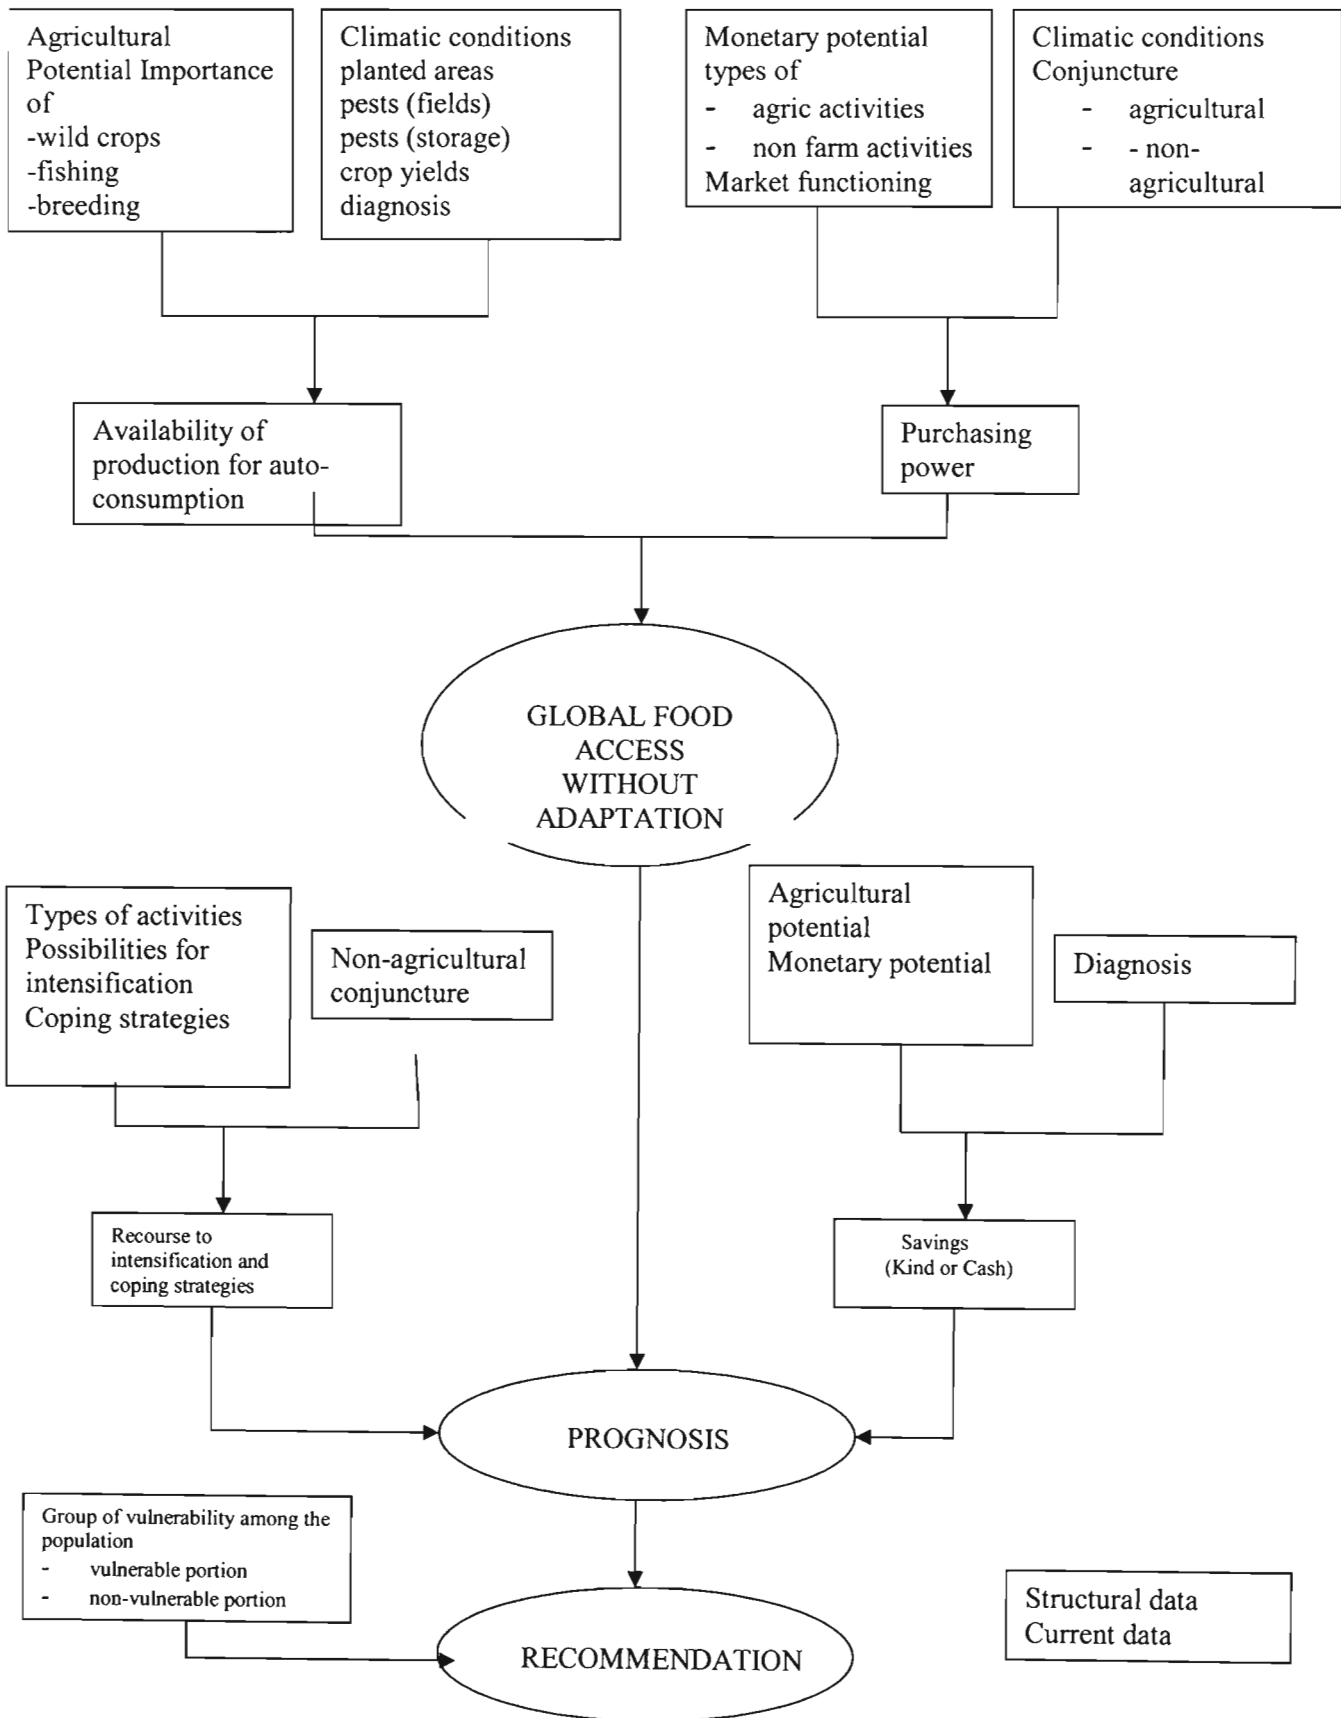 Agricultural
Potential Importance
of
-wild crops
-fishing
-breeding
Climatic conditions
planted areas
pests (fields)
pests (storage)
crop yields
diagnosis
Monetary potential
types of
- agric activities
- non farm activities
Market functioning
Climatic conditions
Conjuncture
- agricultural
- - non-
agricultural
Availability of
production for auto-
consumption
Purchasing
power
GLOBAL FOOD
ACCESS
WITHOUT
ADAPTATION
Types of activities
Possibilities for
intensification
Coping strategies
Non-agricultural
conjuncture
Agricultural
potential
Monetary potential
Diagnosis
Recourse to
intensification and
coping strategies
Savings
(Kind or Cash)
PROGNOSIS
Group of vulnerability among the
population
- vulnerable portion
- non-vulnerable portion
RECOMMENDATION
Structural data
Current data